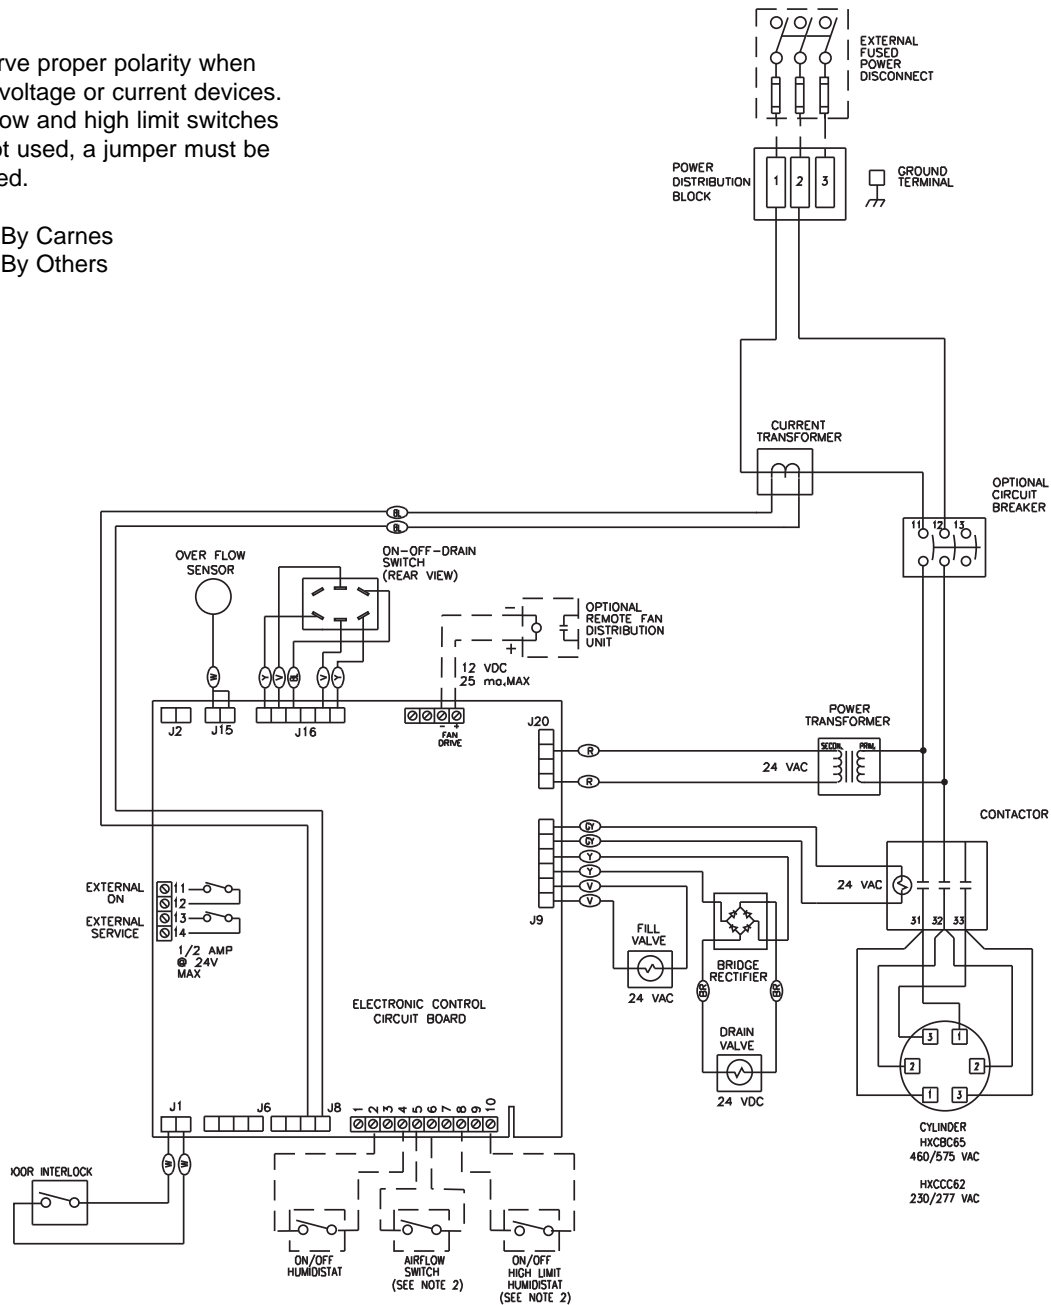 rve proper polarity when
voltage or current devices.
ow and high limit switches
ot used, a jumper must be
ed.
By Carnes
By Others
EXTERNAL
FUSED
POWER
DISCONNECT
POWER
DISTRIBUTION
BLOCK
1 2 3
GROUND
TERMINAL
CURRENT
TRANSFORMER
OPTIONAL
CIRCUIT
BREAKER
11 12 13
BL
BL
OVER FLOW
SENSOR
ON-OFF-DRAIN
SWITCH
(REAR VIEW)
OPTIONAL
REMOTE FAN
DISTRIBUTION
UNIT
-
+
12 VDC
25 ma.MAX
W
Y V BL V Y
J2 J15 J16
- +
FAN
DRIVE
J20
R
R
24 VAC
POWER
TRANSFORMER
SECON. PRIM.
CONTACTOR
GY
GY
Y
Y
V
V
J9
24 VAC
31 32 33
EXTERNAL
ON
EXTERNAL
SERVICE
11
12
13
14
1/2 AMP
@ 24V
MAX
FILL
VALVE
24 VAC
BRIDGE
RECTIFIER
BR BR
ELECTRONIC CONTROL
CIRCUIT BOARD
DRAIN
VALVE
24 VDC
3 1
2 2
1 3
CYLINDER
HXCBC65
460/575 VAC
HXCCC62
230/277 VAC
J1 J6 J8
1 2 3 4 5 6 7 8 9 10
W W
OOR INTERLOCK
ON/OFF
HUMIDISTAT
AIRFLOW
SWITCH
(SEE NOTE 2)
ON/OFF
HIGH LIMIT
HUMIDISTAT
(SEE NOTE 2)